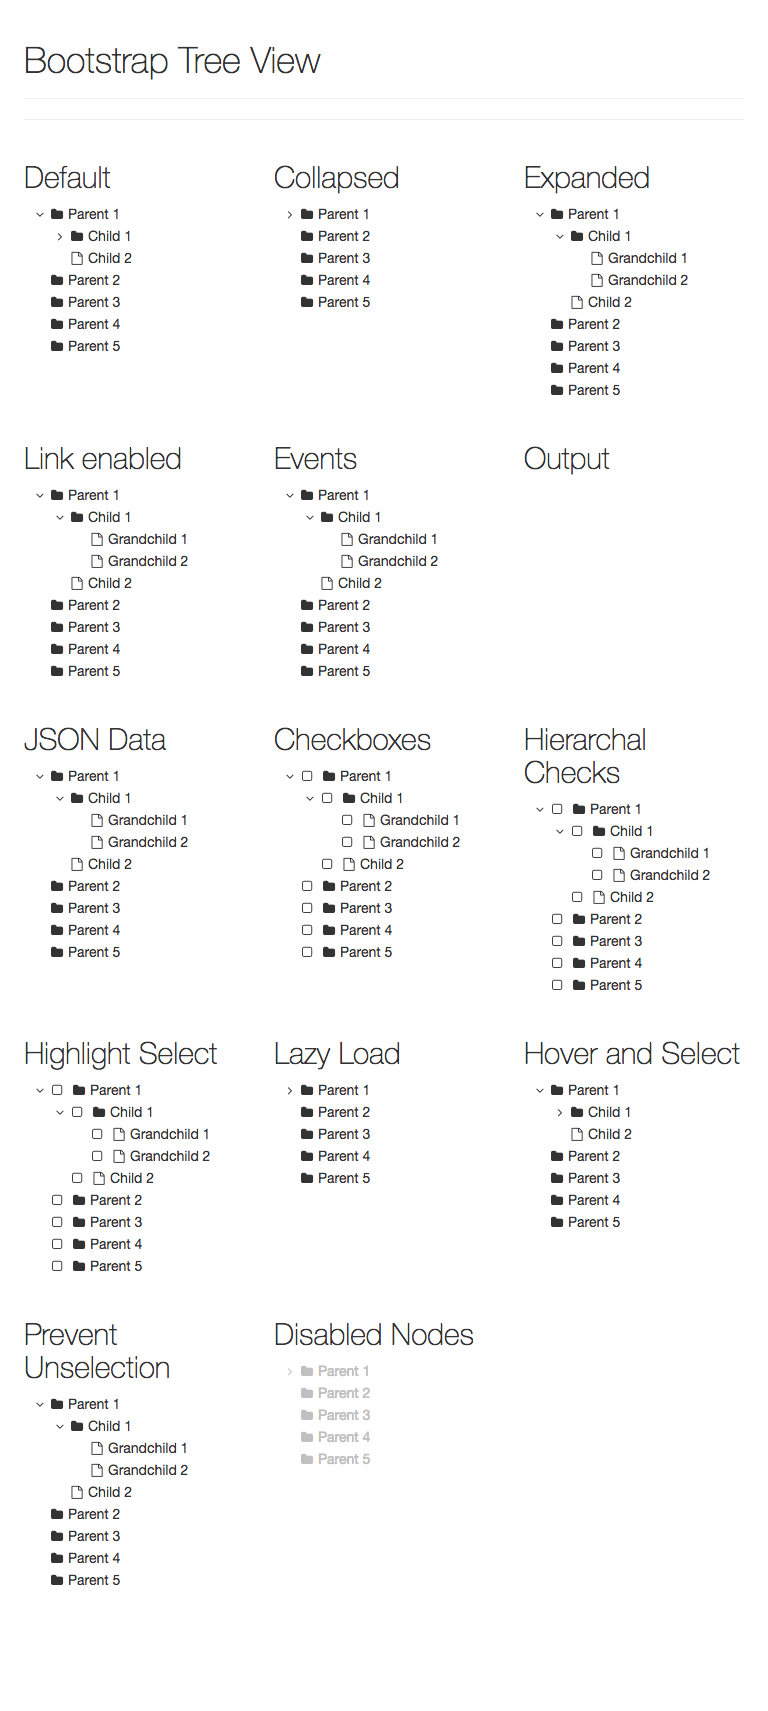 Bootstrap Tree View
Default
Parent 1
Child 1
Child 2
Parent 2
Parent 3
Parent 4
Parent 5
Collapsed
Parent 1
Parent 2
Parent 3
Parent 4
Parent 5
Expanded
Parent 1
Child 1
Grandchild 1
Grandchild 2
Child 2
Parent 2
Parent 3
Parent 4
Parent 5
Link enabled
Parent 1
Child 1
Grandchild 1
Grandchild 2
Child 2
Parent 2
Parent 3
Parent 4
Parent 5
Events
Parent 1
Child 1
Grandchild 1
Grandchild 2
Child 2
Parent 2
Parent 3
Parent 4
Parent 5
Output
JSON Data
Parent 1
Child 1
Grandchild 1
Grandchild 2
Child 2
Parent 2
Parent 3
Parent 4
Parent 5
Checkboxes
Parent 1
Child 1
Grandchild 1
Grandchild 2
Child 2
Parent 2
Parent 3
Parent 4
Parent 5
Hierarchal
Checks
Parent 1
Child 1
Grandchild 1
Grandchild 2
Child 2
Parent 2
Parent 3
Parent 4
Parent 5
Highlight Select
Parent 1
Child 1
Grandchild 1
Grandchild 2
Child 2
Parent 2
Parent 3
Parent 4
Parent 5
Lazy Load
Parent 1
Parent 2
Parent 3
Parent 4
Parent 5
Hover and Select
Parent 1
Child 1
Child 2
Parent 2
Parent 3
Parent 4
Parent 5
Prevent
Unselection
Parent 1
Child 1
Grandchild 1
Grandchild 2
Child 2
Parent 2
Parent 3
Parent 4
Parent 5
Disabled Nodes
Parent 1
Parent 2
Parent 3
Parent 4
Parent 5